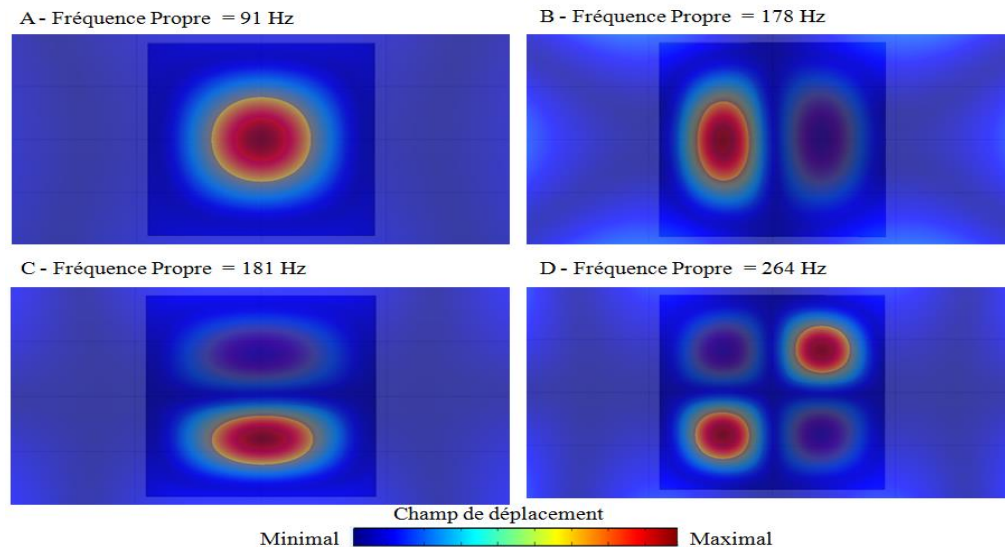 A - Fréquence Propre = 91 Hz
B - Fréquence Propre = 178 Hz
C - Fréquence Propre = 181 Hz
D - Fréquence Propre = 264 Hz
Champ de déplacement
Minimal Maximal